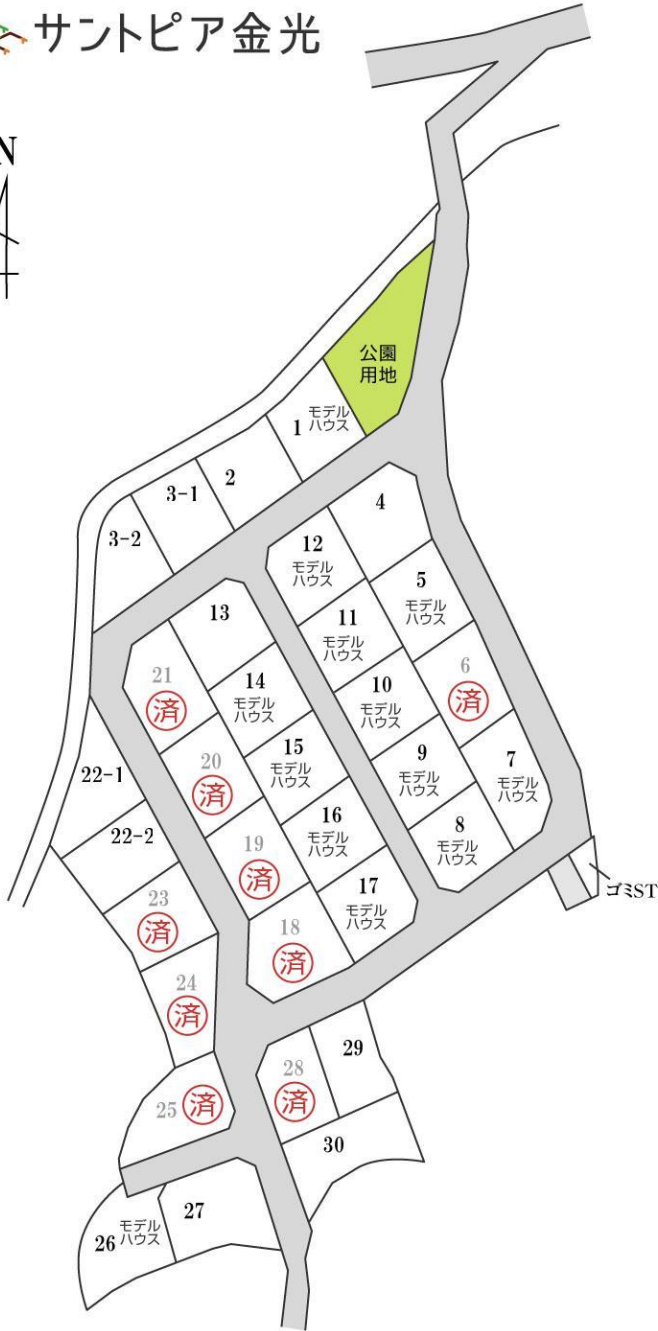 サントピア金光
N
公園
用地
1
モデル
ハウス
2
3-1
3-2
4
12
モデル
ハウス
5
モデル
ハウス
13
11
モデル
ハウス
6
済
21
済
14
モデル
ハウス
10
モデル
ハウス
22-1
20
済
15
モデル
ハウス
9
モデル
ハウス
7
モデル
ハウス
22-2
19
済
16
モデル
ハウス
8
モデル
ハウス
ゴミST
23
済
18
済
17
モデル
ハウス
24
済
29
28
済
25
済
30
26
モデル
ハウス
27